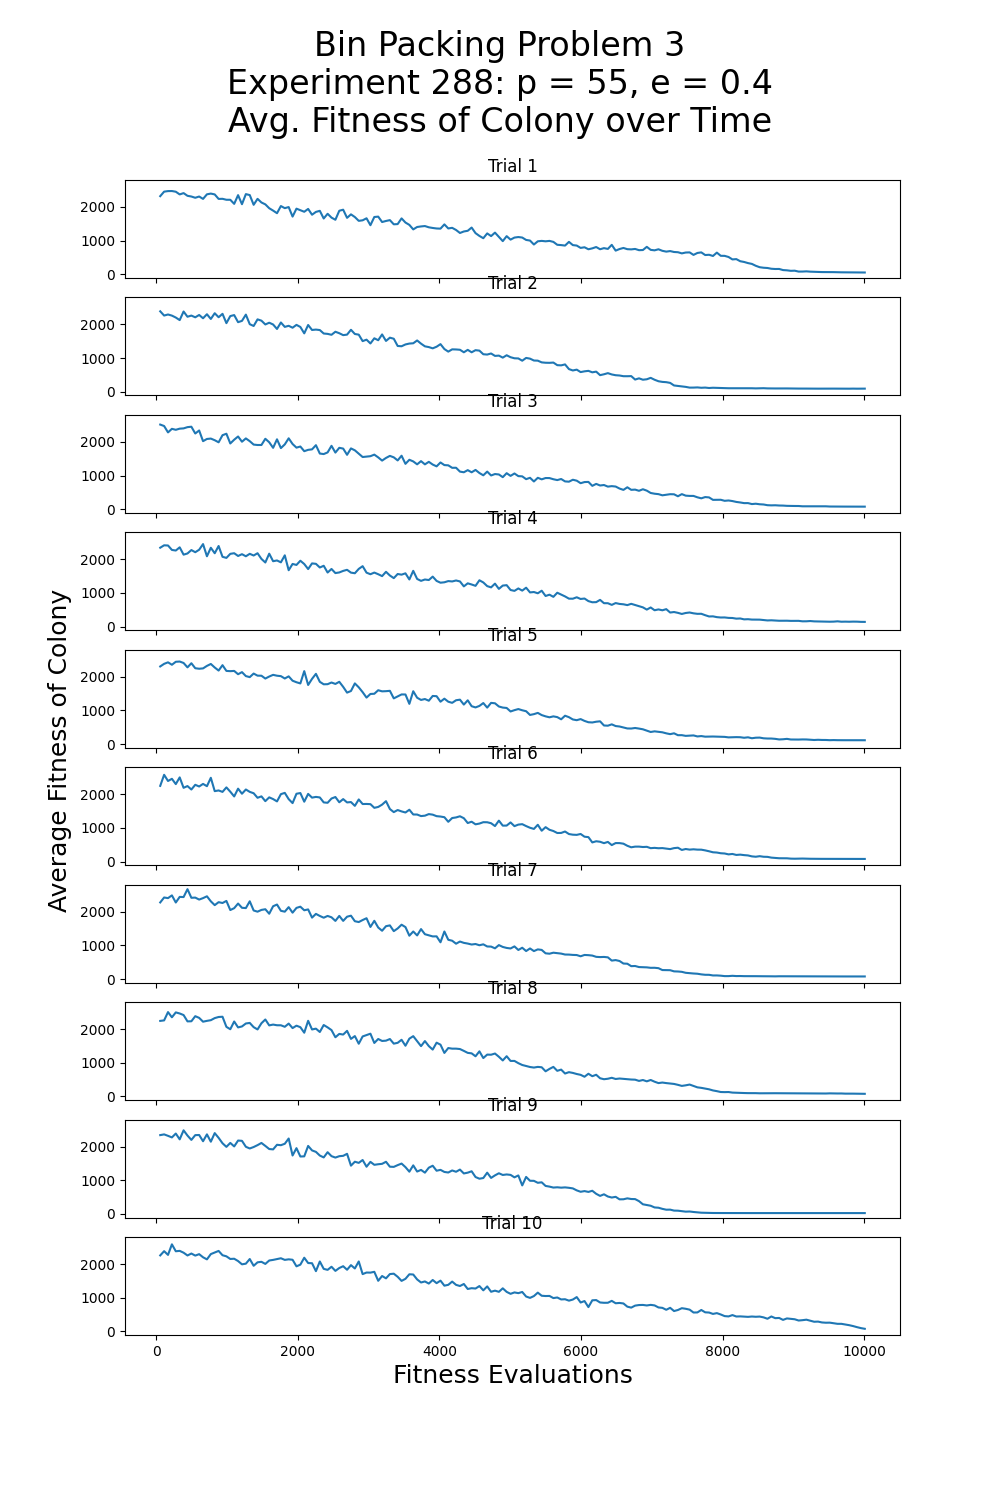 Bin Packing Problem 3
Experiment 288: p = 55, e = 0.4
Avg. Fitness of Colony over Time
Trial 1
2000
1000
0
Trial 2
2000
1000
0
Trial 3
2000
1000
0
Trial 4
2000
1000
0
Trial 5
2000
1000
0
Trial 6
2000
1000
0
Trial 7
2000
1000
0
Trial 8
2000
1000
0
Trial 9
2000
1000
0
Trial 10
2000
1000
0
0 2000 4000 6000 8000 10000
Fitness Evaluations
Average Fitness of Colony